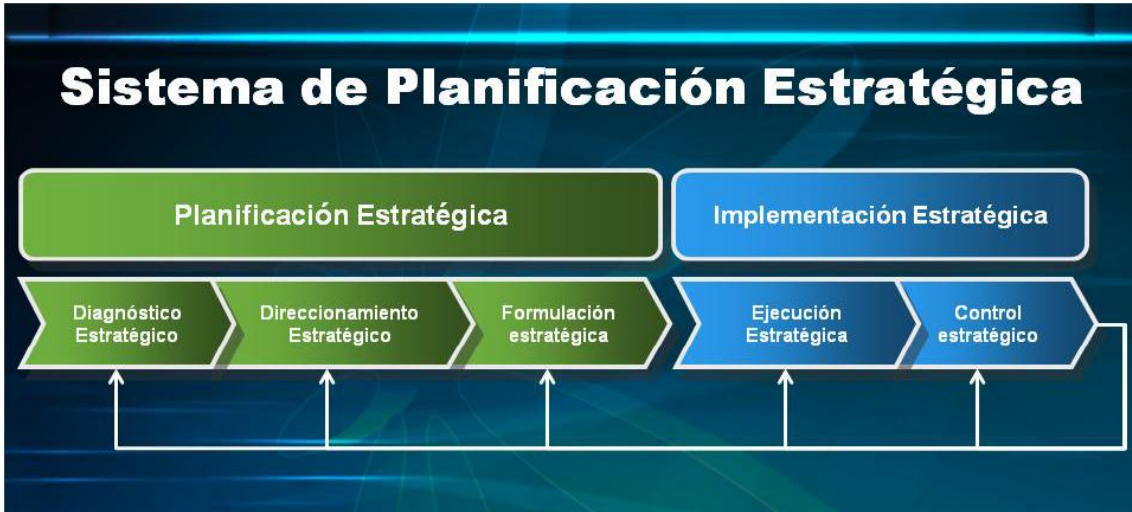 Sistema de Planificación Estratégica
Planificación Estratégica
Implementación Estratégica
Diagnóstico
Estratégico
Direccionamiento
Estratégico
Formulación
estratégica
Ejecución
Estratégica
Control
estratégico